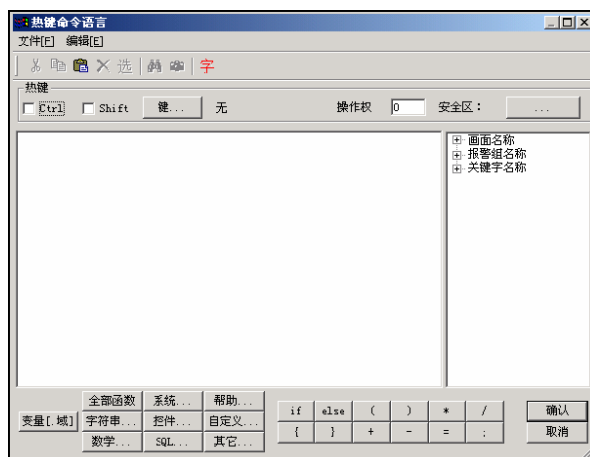 热键命令语言
文件[F] 编辑[E]
选 字
热键
Ctrl Shift 键... 无 操作权 0 安全区： ...
画面名称
报警组名称
关键字名称
全部函数 系统... 帮助...
变量[.域] 字符串... 控件... 自定义...
数学... SQL... 其它...
if else ( ) * / 确认
{ } + - = ; 取消